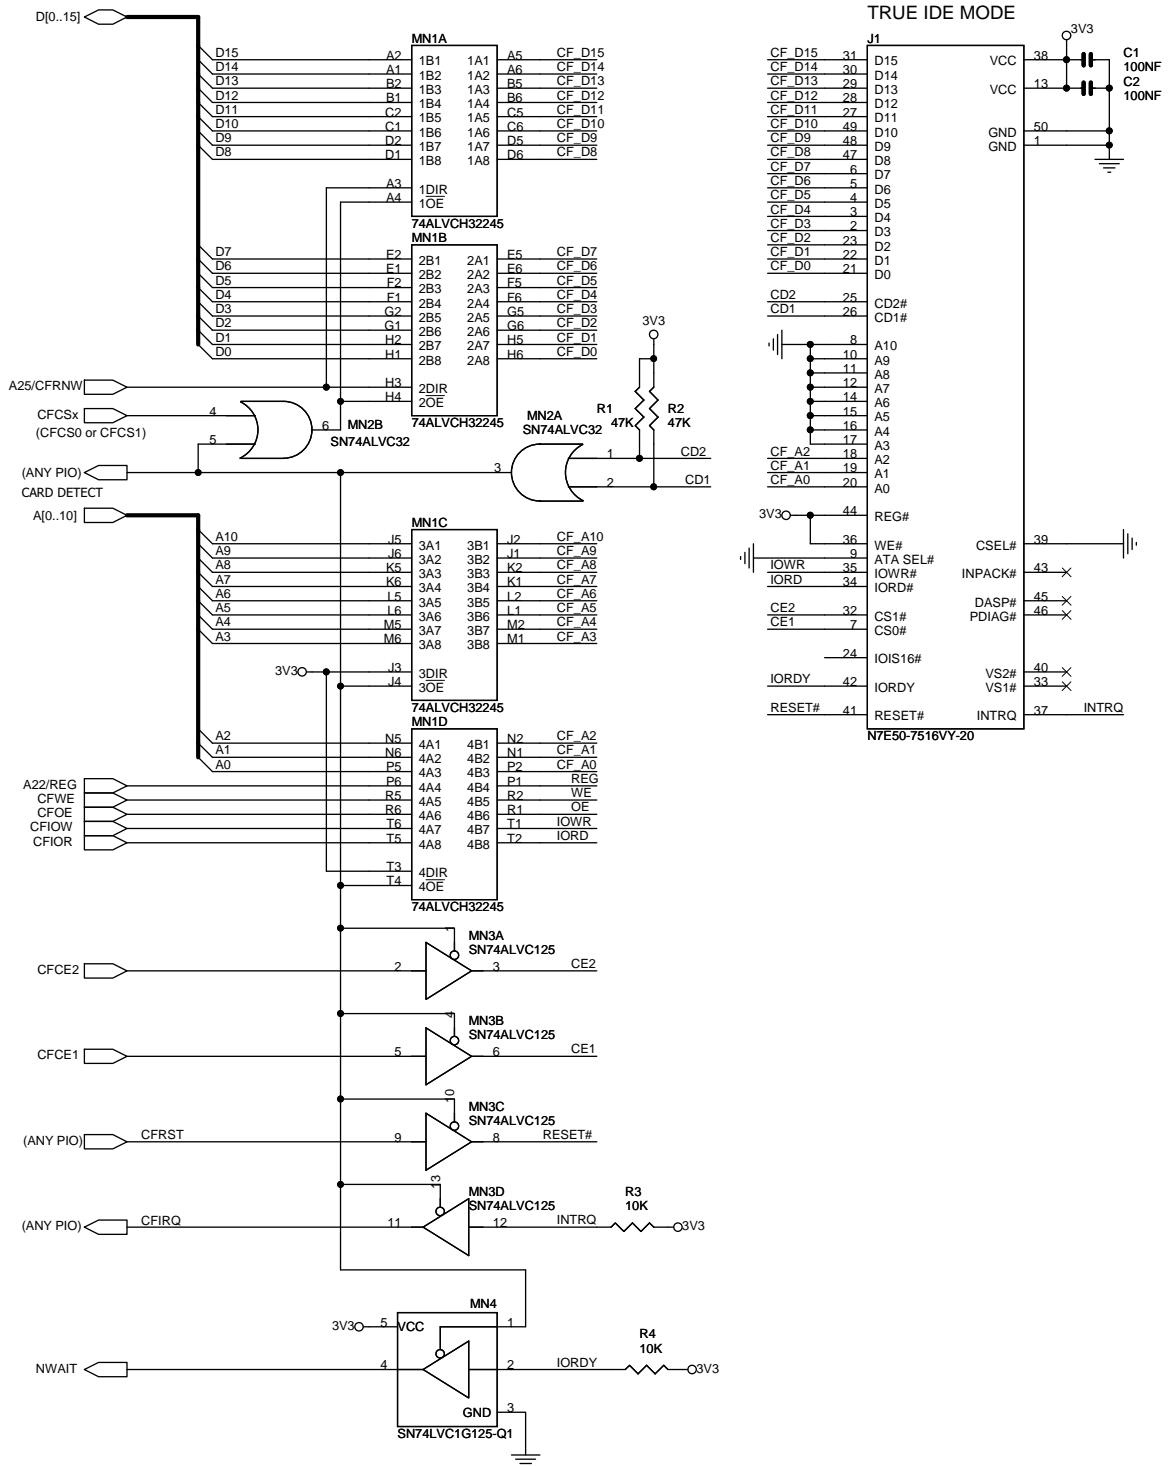 TRUE IDE MODE
D[0..15]
MN1A
D15 A2 1B1 1A1 A5 CF_D15
D14 A1 1B2 1A2 A6 CF_D14
D13 B2 1B3 1A3 B5 CF_D13
D12 B1 1B4 1A4 B6 CF_D12
D11 C2 1B5 1A5 C5 CF_D11
D10 C1 1B6 1A6 C6 CF_D10
D9 D2 1B7 1A7 D5 CF_D9
D8 D1 1B8 1A8 D6 CF_D8
A3 1DIR
A4 1OE
74ALVCH32245
MN1B
D7 E2 2B1 2A1 E5 CF_D7
D6 E1 2B2 2A2 E6 CF_D6
D5 F2 2B3 2A3 F5 CF_D5
D4 F1 2B4 2A4 F6 CF_D4
D3 G2 2B5 2A5 G5 CF_D3
D2 G1 2B6 2A6 G6 CF_D2
D1 H2 2B7 2A7 H5 CF_D1
D0 H1 2B8 2A8 H6 CF_D0
A25/CFRNW H3 2DIR
H4 2OE
74ALVCH32245
CFCSx 4
(CFCS0 or CFCS1)
5
6
MN2B
SN74ALVC32
3V3
R1
47K
R2
47K
MN2A
SN74ALVC32
1 CD2
2 CD1
3
(ANY PIO)
CARD DETECT
A[0..10]
MN1C
A10 J5 3A1 3B1 J2 CF_A10
A9 J6 3A2 3B2 J1 CF_A9
A8 K5 3A3 3B3 K2 CF_A8
A7 K6 3A4 3B4 K1 CF_A7
A6 L5 3A5 3B5 L2 CF_A6
A5 L6 3A6 3B6 L1 CF_A5
A4 M5 3A7 3B7 M2 CF_A4
A3 M6 3A8 3B8 M1 CF_A3
3V3 J3 3DIR
J4 3OE
74ALVCH32245
MN1D
A2 N5 4A1 4B1 N2 CF_A2
A1 N6 4A2 4B2 N1 CF_A1
A0 P5 4A3 4B3 P2 CF_A0
A22/REG P6 4A4 4B4 P1 REG
CFWE R5 4A5 4B5 R2 WE
CFOE R6 4A6 4B6 R1 OE
CFIOW T6 4A7 4B7 T1 IOWR
CFIOR T5 4A8 4B8 T2 IORD
T3 4DIR
T4 4OE
74ALVCH32245
MN3A
SN74ALVC125
1
CFCE2 2 3 CE2
MN3B
SN74ALVC125
4
CFCE1 5 6 CE1
MN3C
SN74ALVC125
10
(ANY PIO) CFRST 9 8 RESET#
MN3D
SN74ALVC125
13
R3
10K
(ANY PIO) CFIRQ 11 12 INTRQ 3V3
MN4
3V3 5 VCC 1
R4
10K
NWAIT 4 2 IORDY 3V3
GND 3
SN74LVC1G125-Q1
J1
3V3
CF_D15 31 D15 VCC 38
C1
100NF
CF_D14 30 D14
CF_D13 29 D13 VCC 13
C2
100NF
CF_D12 28 D12
CF_D11 27 D11
CF_D10 49 D10 GND 50
CF_D9 48 D9 GND 1
CF_D8 47 D8
CF_D7 6 D7
CF_D6 5 D6
CF_D5 4 D5
CF_D4 3 D4
CF_D3 2 D3
CF_D2 23 D2
CF_D1 22 D1
CF_D0 21 D0
CD2 25 CD2#
CD1 26 CD1#
8 A10
10 A9
11 A8
12 A7
14 A6
15 A5
16 A4
17 A3
CF_A2 18 A2
CF_A1 19 A1
CF_A0 20 A0
3V3 44 REG#
36 WE# CSEL# 39
9 ATA SEL#
IOWR 35 IOWR# INPACK# 43
IORD 34 IORD#
DASP# 45
CE2 32 CS1# PDIAG# 46
CE1 7 CS0#
24 IOIS16#
VS2# 40
IORDY 42 IORDY VS1# 33
RESET# 41 RESET# INTRQ 37 INTRQ
N7E50-7516VY-20